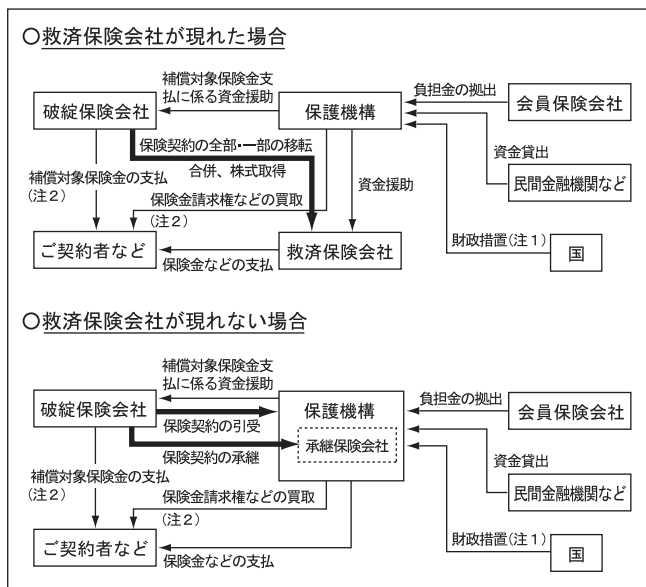 ○救済保険会社が現れた場合
補償対象保険金支
払に係る資金援助
負担金の拠出
破綻保険会社
保護機構
会員保険会社
保険契約の全部・一部の移転
資金貸出
合併、株式取得
民間金融機関など
補償対象保険金の支払
(注2)
保険金請求権などの買取
(注2)
資金援助
財政措置(注1)
ご契約者など
救済保険会社
国
保険金などの支払
○救済保険会社が現れない場合
補償対象保険金支
払に係る資金援助
負担金の拠出
破綻保険会社
保護機構
会員保険会社
保険契約の引受
承継保険会社
保険契約の承継
資金貸出
補償対象保険金の支払
(注2)
民間金融機関など
保険金請求権などの買取
(注2)
財政措置(注1)
ご契約者など
国
保険金などの支払